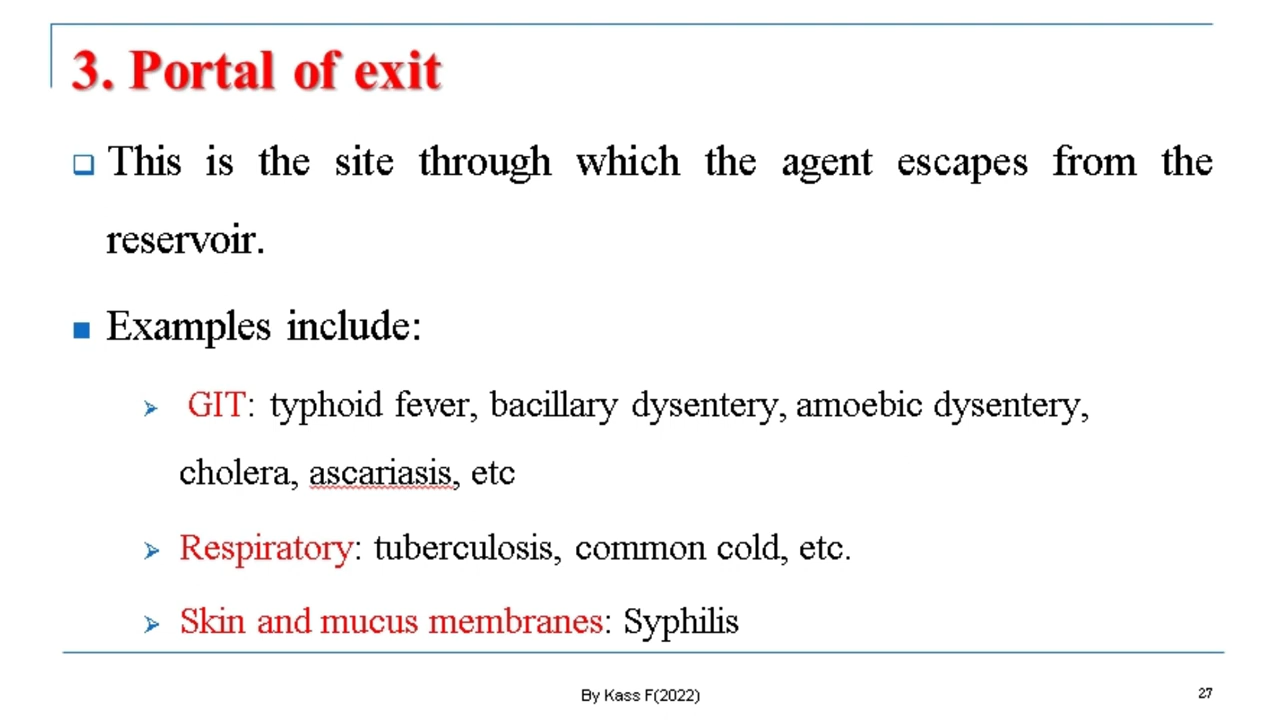 3. Portal of exit
This is the site through which the agent escapes from the
reservoir.
Examples include:
GIT: typhoid fever, bacillary dysentery, amoebic dysentery,
cholera, ascariasis, etc
Respiratory: tuberculosis, common cold, etc.
Skin and mucus membranes: Syphilis
By Kass F(2022)
27